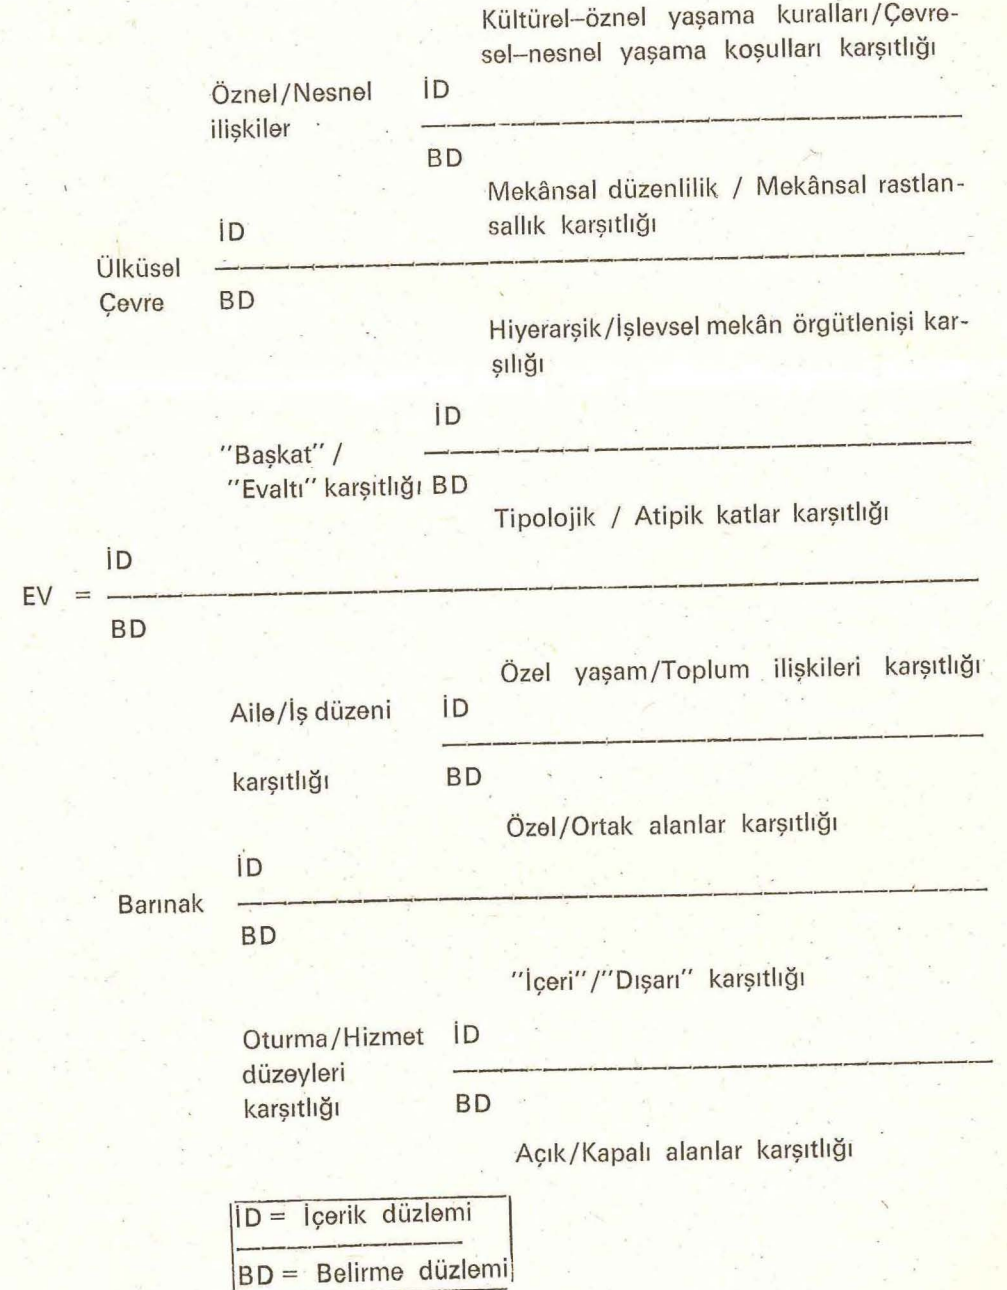 Kültürel–öznel yaşama kuralları/Çevre-
sel–nesnel yaşama koşulları karşıtlığı
Öznel/Nesnel İD
ilişkiler
BD
Mekânsal düzenlilik / Mekânsal rastlan-
sallık karşıtlığı
İD
Ülküsel
Çevre BD
Hiyerarşik/İşlevsel mekân örgütlenişi kar-
şılığı
İD
"Başkat" /
"Evaltı" karşıtlığı BD
Tipolojik / Atipik katlar karşıtlığı
İD
EV =
BD
Özel yaşam/Toplum ilişkileri karşıtlığı
Aile/İş düzeni İD
karşıtlığı BD
Özel/Ortak alanlar karşıtlığı
İD
Barınak
BD
"İçeri"/"Dışarı" karşıtlığı
Oturma/Hizmet İD
düzeyleri
karşıtlığı BD
Açık/Kapalı alanlar karşıtlığı
İD = İçerik düzlemi
BD = Belirme düzlemi